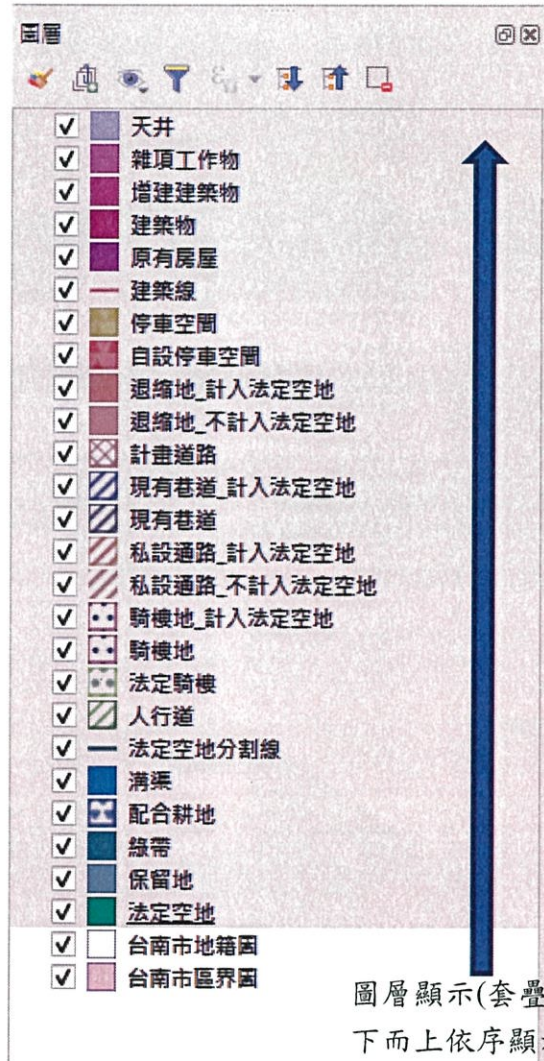 圖層
天井
雜項工作物
增建建築物
建築物
原有房屋
建築線
停車空間
自設停車空間
退縮地_計入法定空地
退縮地_不計入法定空地
計畫道路
現有巷道_計入法定空地
現有巷道
私設通路_計入法定空地
私設通路_不計入法定空地
騎樓地_計入法定空地
騎樓地
法定騎樓
人行道
法定空地分割線
溝渠
配合耕地
綠帶
保留地
法定空地
台南市地籍圖
台南市區界圖
圖層顯示(套疊
下而上依序顯